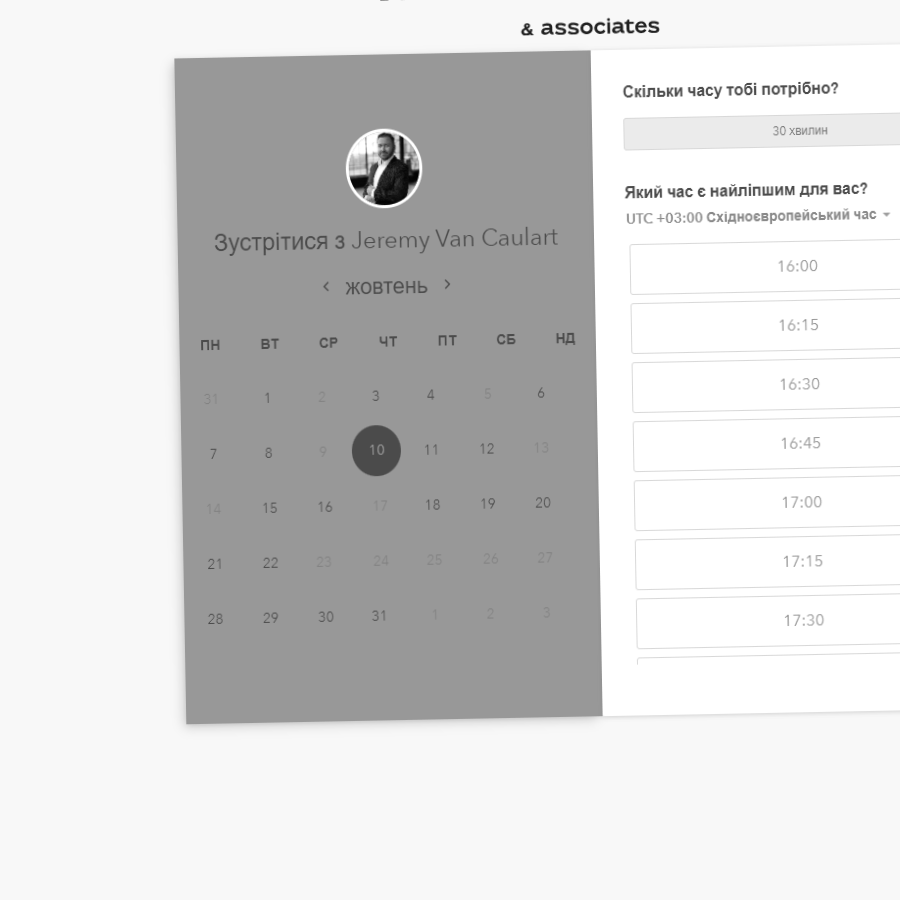 & associates
Зустрітися з Jeremy Van Caulart
жовтень
ПН ВТ СР ЧТ ПТ СБ НД
31 1 2 3 4 5 6
7 8 9 10 11 12 13
14 15 16 17 18 19 20
21 22 23 24 25 26 27
28 29 30 31 1 2 3
Скільки часу тобі потрібно?
30 хвилин
Який час є найліпшим для вас?
UTC +03:00 Східноєвропейський час
16:00
16:15
16:30
16:45
17:00
17:15
17:30